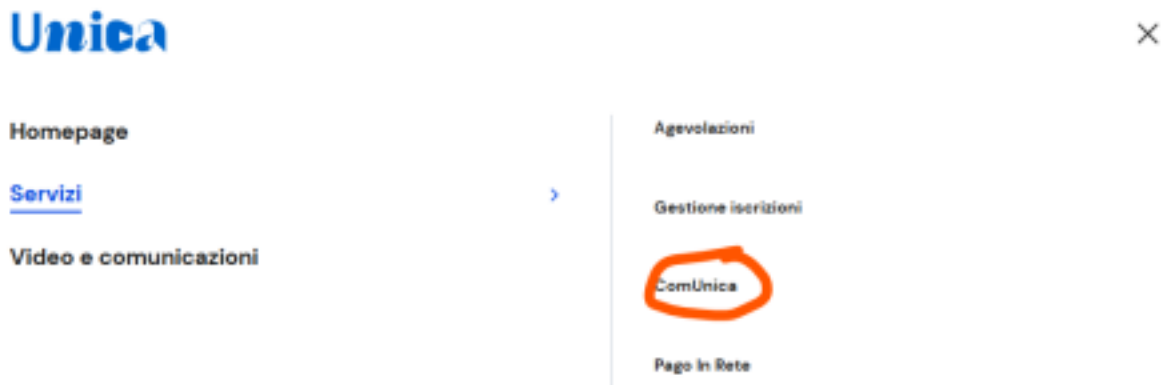 Unica
Homepage
Servizi
Video e comunicazioni
Agevolazioni
Gestione iscrizioni
ComUnica
Pago In Rete